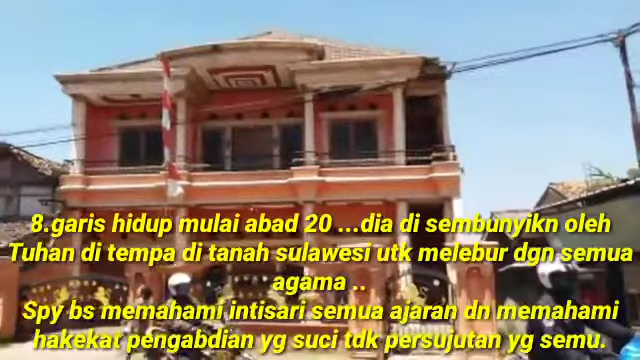 8.garis hidup mulai abad 20 ...dia di sembunyikn oleh
Tuhan di tempa di tanah sulawesi utk melebur dgn semua
agama ..
Spy bs memahami intisari semua ajaran dn memahami
hakekat pengabdian yg suci tdk persujutan yg semu.